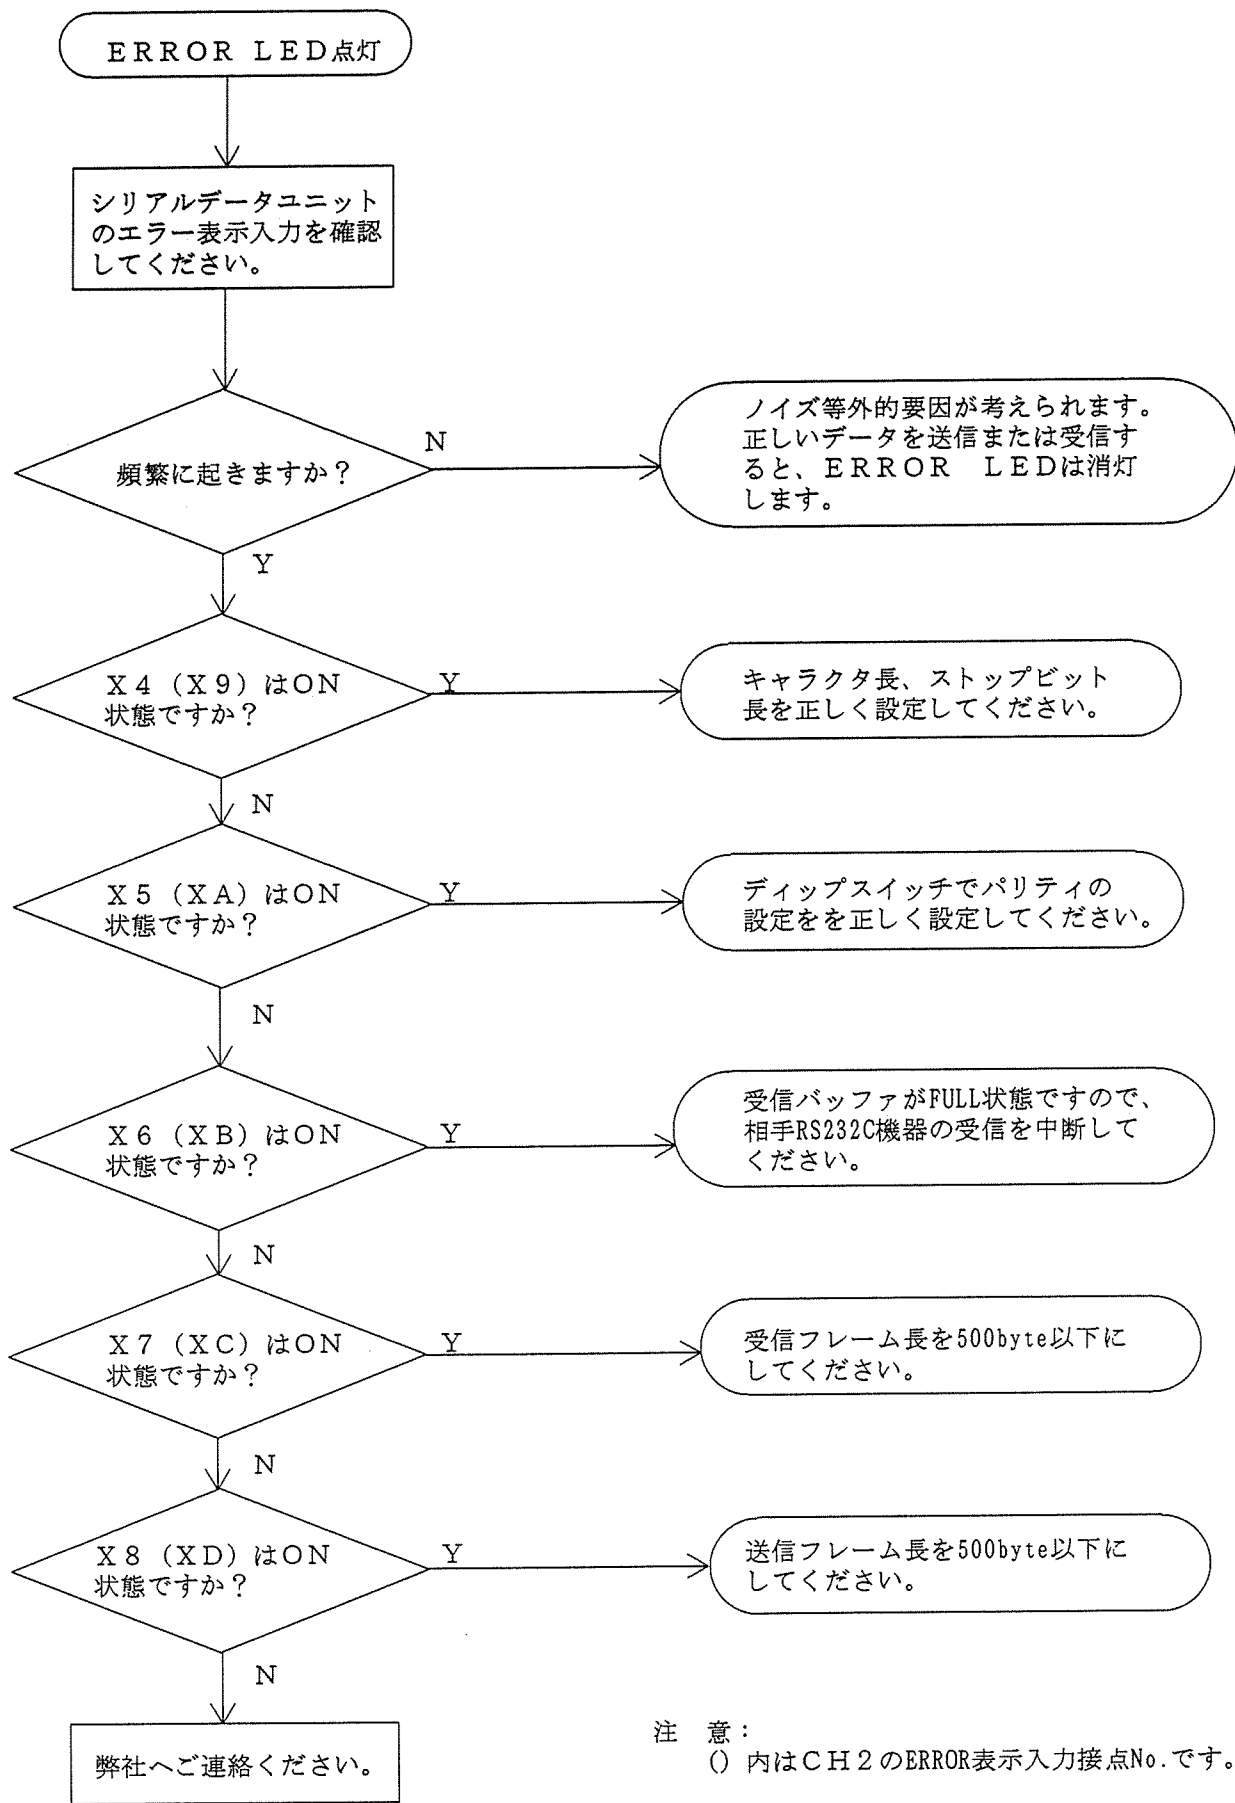 ERROR LED点灯
シリアルデータユニット
のエラー表示入力を確認
してください。
頻繁に起きますか？
N
ノイズ等外的要因が考えられます。
正しいデータを送信または受信す
ると、ERROR　LEDは消灯
します。
Y
X4（X9）はON
状態ですか？
Y
キャラクタ長、ストップビット
長を正しく設定してください。
N
X5（XA）はON
状態ですか？
Y
ディップスイッチでパリティの
設定をを正しく設定してください。
N
X6（XB）はON
状態ですか？
Y
受信バッファがFULL状態ですので、
相手RS232C機器の受信を中断して
ください。
N
X7（XC）はON
状態ですか？
Y
受信フレーム長を500byte以下に
してください。
N
X8（XD）はON
状態ですか？
Y
送信フレーム長を500byte以下に
してください。
N
弊社へご連絡ください。
注　意：
() 内はCH2のERROR表示入力接点No.です。